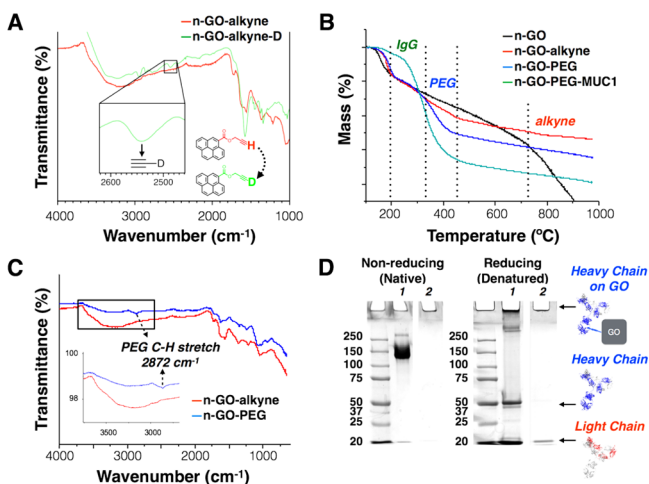 A
n-GO-alkyne
n-GO-alkyne-D
Transmittance (%)
D
2600 2500
O
O
H
O
O
D
4000 3000 2000 1000
Wavenumber (cm-1)
B
n-GO
n-GO-alkyne
n-GO-PEG
n-GO-PEG-MUC1
IgG
PEG
alkyne
Mass (%)
200 400 600 800 1000
Temperature (ºC)
C
Transmittance (%)
PEG C-H stretch
2872 cm-1
100
98
3500 3000
n-GO-alkyne
n-GO-PEG
4000 3000 2000 1000
Wavenumber (cm-1)
D
Non-reducing
(Native)
1 2
250
150
100
75
50
37
25
20
Reducing
(Denatured)
1 2
250
150
100
75
50
37
25
20
Heavy Chain
on GO
GO
Heavy Chain
Light Chain